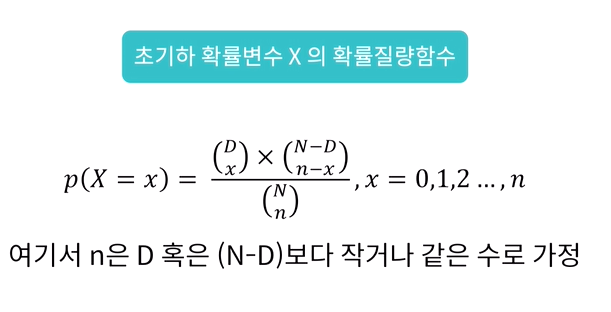 초기하 확률변수 X 의 확률질량함수
p(X = x) = \frac{\binom{D}{x} × \binom{N−D}{n−x}}{\binom{N}{n}}, x = 0,1,2 …, n
여기서 n은 D 혹은 (N-D)보다 작거나 같은 수로 가정